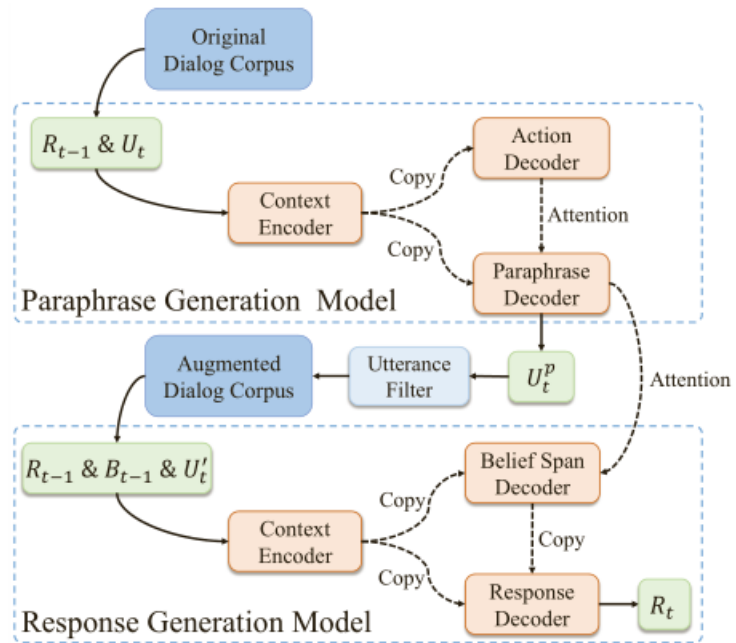 Original
Dialog Corpus
R_{t-1} & U_t
Action
Decoder
Copy
Context
Encoder
Attention
Copy
Paraphrase
Decoder
Paraphrase Generation Model
Augmented
Dialog Corpus
Utterance
Filter
U_t^p
Attention
R_{t-1} & B_{t-1} & U_t'
Belief Span
Decoder
Copy
Context
Encoder
Copy
Copy
Response
Decoder
R_t
Response Generation Model